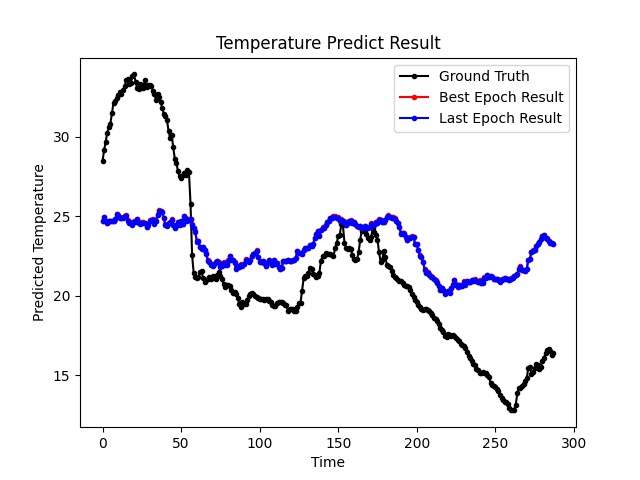 Temperature Predict Result
Ground Truth
Best Epoch Result
Last Epoch Result
Predicted Temperature
30
25
20
15
0 50 100 150 200 250 300
Time